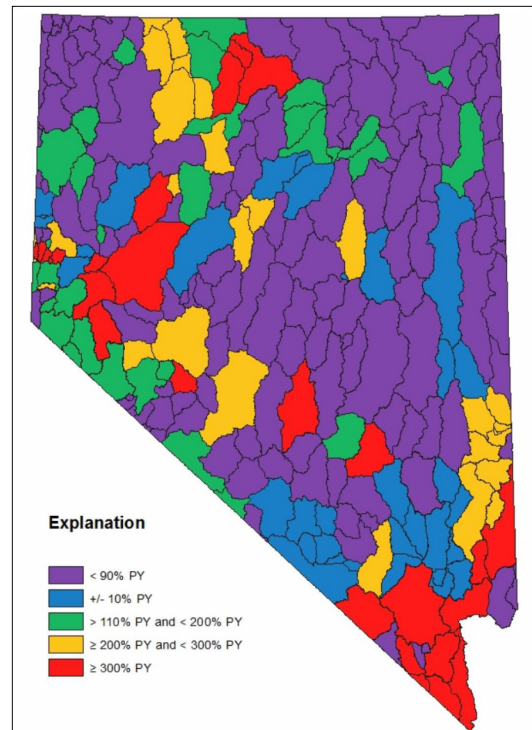 Explanation
< 90% PY
+/- 10% PY
> 110% PY and < 200% PY
≥ 200% PY and < 300% PY
≥ 300% PY